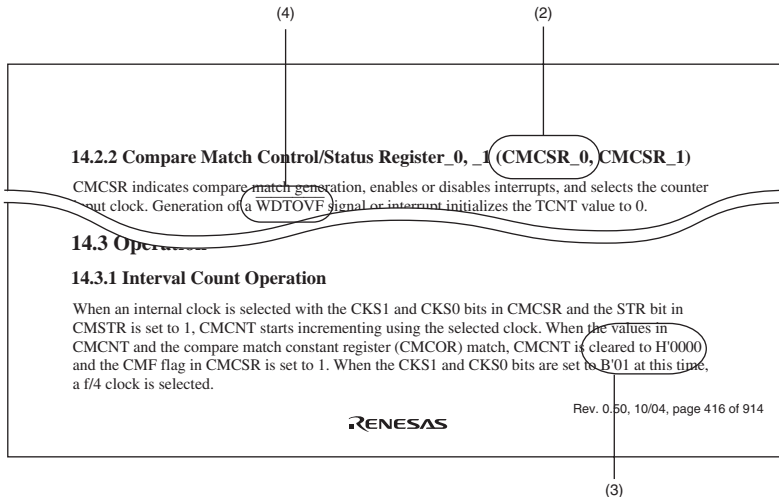 (4)
(2)
14.2.2 Compare Match Control/Status Register_0, _1 (CMCSR_0, CMCSR_1)
CMCSR indicates compare match generation, enables or disables interrupts, and selects the counter
input clock. Generation of a WDTOVF signal or interrupt initializes the TCNT value to 0.
14.3 Operation
14.3.1 Interval Count Operation
When an internal clock is selected with the CKS1 and CKS0 bits in CMCSR and the STR bit in
CMSTR is set to 1, CMCNT starts incrementing using the selected clock. When the values in
CMCNT and the compare match constant register (CMCOR) match, CMCNT is cleared to H'0000
and the CMF flag in CMCSR is set to 1. When the CKS1 and CKS0 bits are set to B'01 at this time,
a f/4 clock is selected.
Rev. 0.50, 10/04, page 416 of 914
RENESAS
(3)